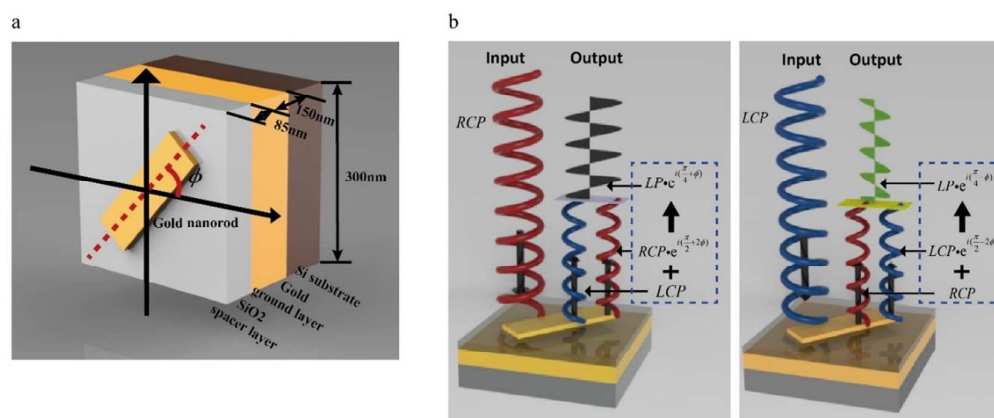 a
85nm
150nm
300nm
ϕ
Gold nanorod
Si substrate
Gold
ground layer
SiO2
spacer layer
b
Input Output
RCP
LP•e^{i(π/4+ϕ)}
RCP•e^{i(π/2+2ϕ)}
+
LCP
Input Output
LCP
LP•e^{i(π/4-ϕ)}
LCP•e^{i(π/2-2ϕ)}
+
RCP